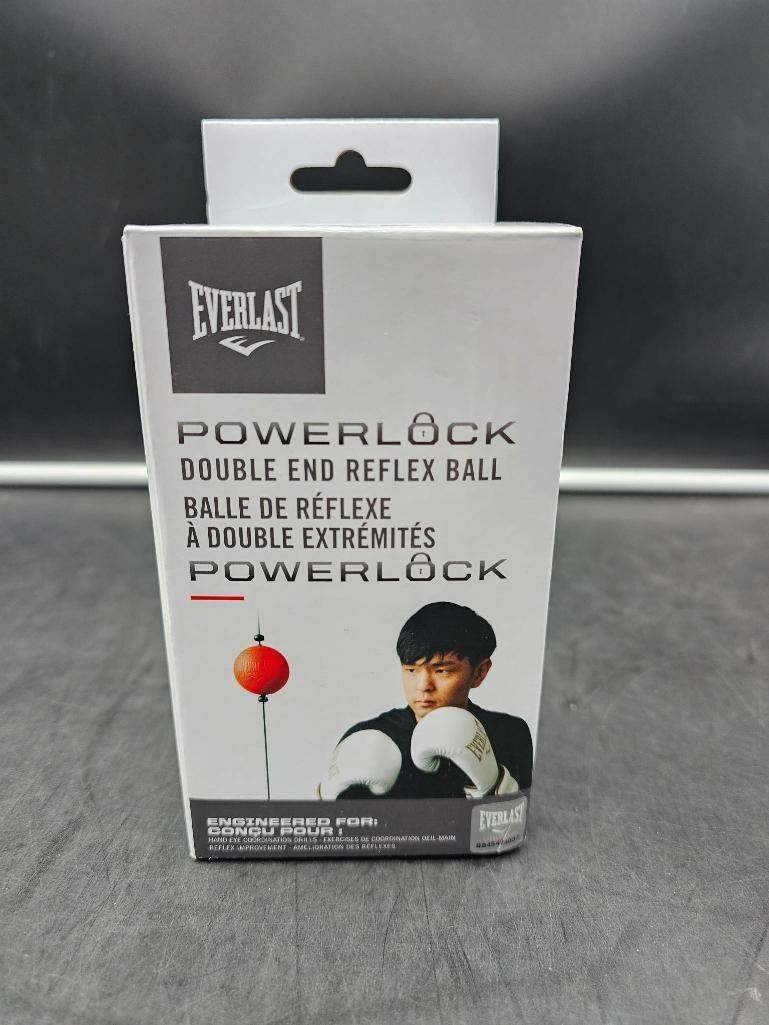 EVERLAST
POWERLOCK
DOUBLE END REFLEX BALL
BALLE DE RÉFLEXE
À DOUBLE EXTRÉMITÉS
POWERLOCK
EVERLAST
ENGINEERED FOR:
CONÇU POUR :
HAND EYE COORDINATION DRILLS - EXERCISES DE COORDINATION OEIL-MAIN
REFLEX IMPROVEMENT - AMÉLIORATION DES RÉFLEXES
EVERLAST